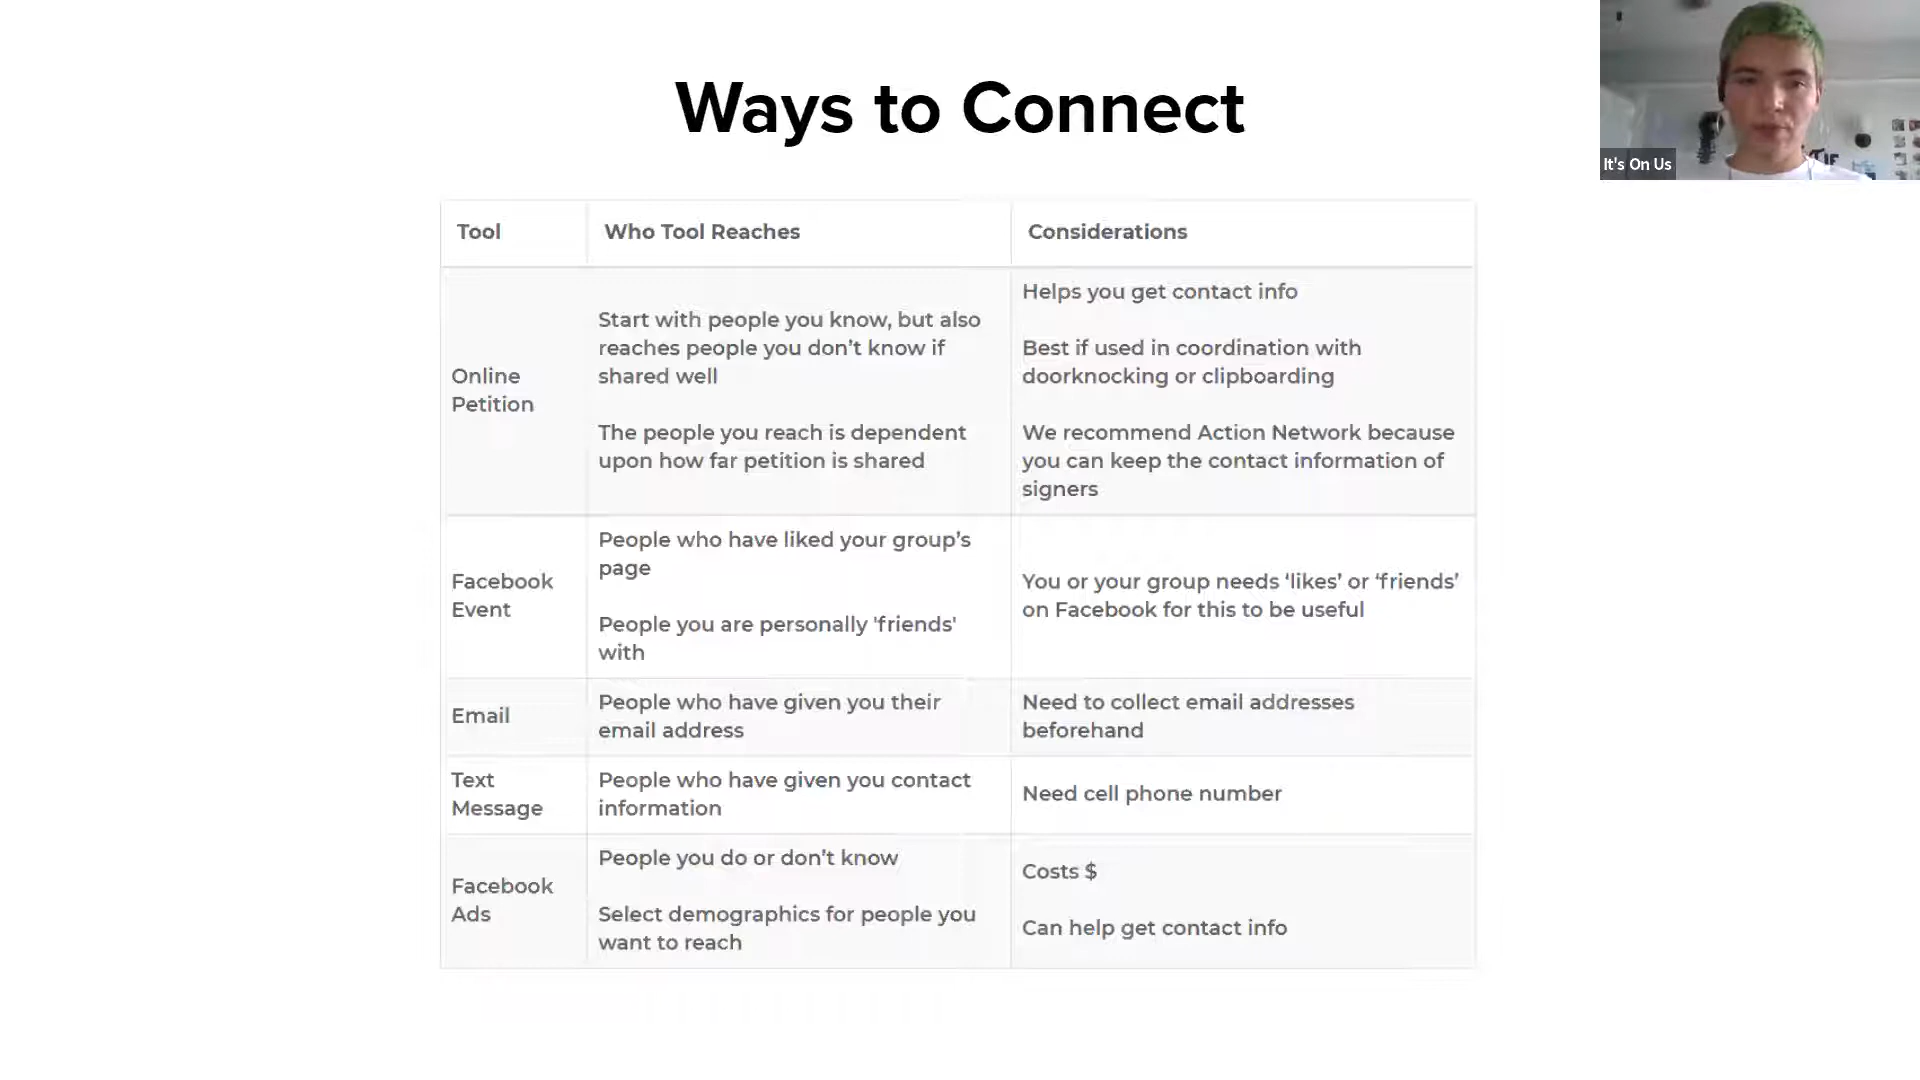 Ways to Connect
It's On Us
Tool
Who Tool Reaches
Considerations
Online
Petition
Start with people you know, but also
reaches people you don’t know if
shared well
The people you reach is dependent
upon how far petition is shared
Helps you get contact info
Best if used in coordination with
doorknocking or clipboarding
We recommend Action Network because
you can keep the contact information of
signers
Facebook
Event
People who have liked your group’s
page
People you are personally 'friends'
with
You or your group needs ‘likes’ or ‘friends’
on Facebook for this to be useful
Email
People who have given you their
email address
Need to collect email addresses
beforehand
Text
Message
People who have given you contact
information
Need cell phone number
Facebook
Ads
People you do or don’t know
Select demographics for people you
want to reach
Costs $
Can help get contact info